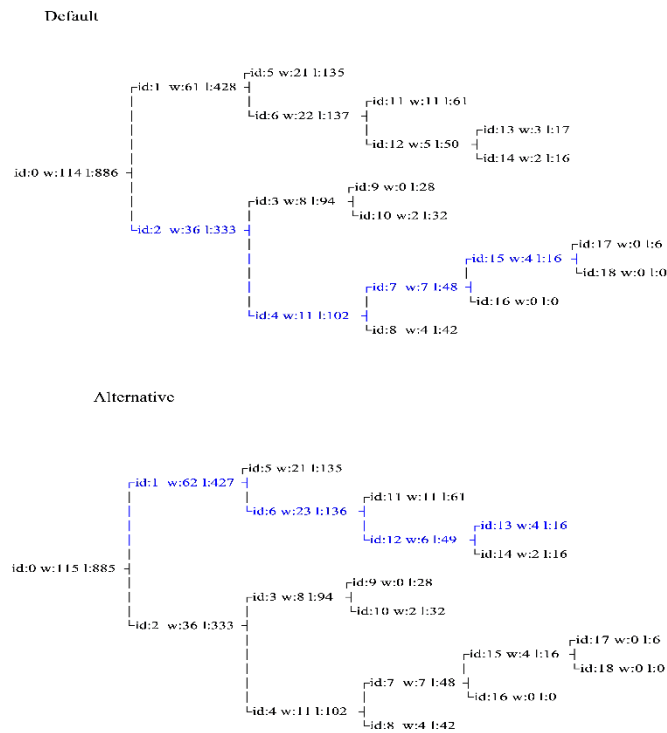 Default
id:5 w:21 l:135
id:1 w:61 l:428
id:11 w:11 l:61
id:6 w:22 l:137
id:13 w:3 l:17
id:12 w:5 l:50
id:14 w:2 l:16
id:0 w:114 l:886
id:9 w:0 l:28
id:3 w:8 l:94
id:10 w:2 l:32
id:2 w:36 l:333
id:17 w:0 l:6
id:15 w:4 l:16
id:18 w:0 l:0
id:7 w:7 l:48
id:16 w:0 l:0
id:4 w:11 l:102
id:8 w:4 l:42
Alternative
id:5 w:21 l:135
id:1 w:62 l:427
id:11 w:11 l:61
id:6 w:23 l:136
id:13 w:4 l:16
id:12 w:6 l:49
id:14 w:2 l:16
id:0 w:115 l:885
id:9 w:0 l:28
id:3 w:8 l:94
id:10 w:2 l:32
id:2 w:36 l:333
id:17 w:0 l:6
id:15 w:4 l:16
id:18 w:0 l:0
id:7 w:7 l:48
id:16 w:0 l:0
id:4 w:11 l:102
id:8 w:4 l:42